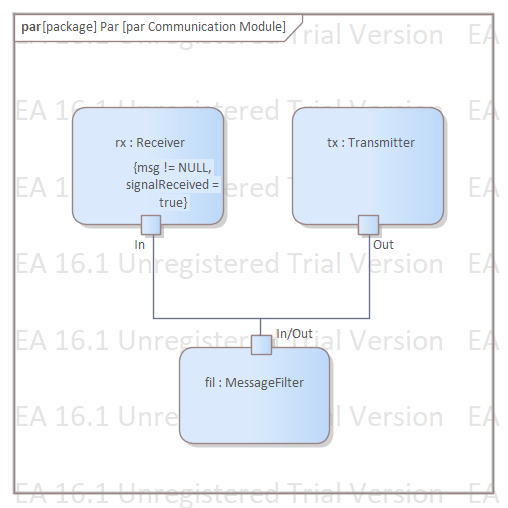 par [package] Par [par Communication Module]
EA 16.1 Unregistered Trial Version EA
EA 16.1 Unregistered Trial Version EA
rx : Receiver
tx : Transmitter
{msg != NULL,
signalReceived =
true}
EA 16.1 Unregistered Trial Version EA
In
Out
EA 16.1 Unregistered Trial Version EA
In/Out
EA 16.1 Unregistered Trial Version EA
fil : MessageFilter
EA 16.1 Unregistered Trial Version EA
EA 16.1 Unregistered Trial Version EA